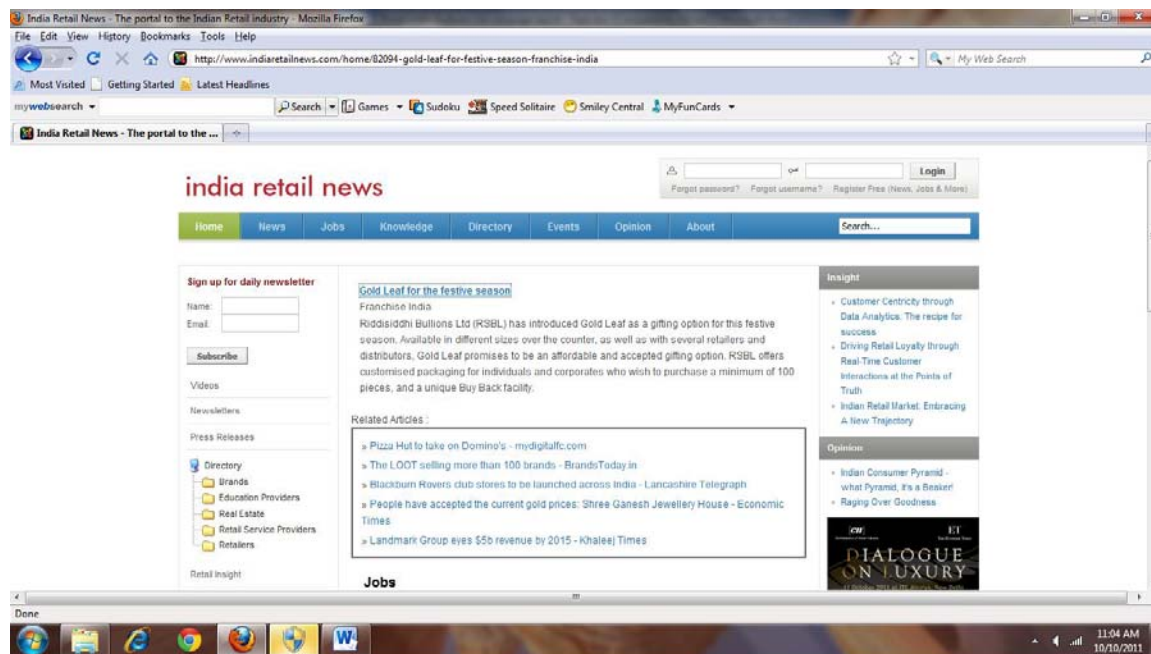 India Retail News - The portal to the Indian Retail industry - Mozilla Firefox
File Edit View History Bookmarks Tools Help
http://www.indiaretailnews.com/home/82094-gold-leaf-for-festive-season-franchise-india
My Web Search
Most Visited Getting Started Latest Headlines
mywebsearch Search Games Sudoku Speed Solitaire Smiley Central MyFunCards
India Retail News - The portal to the ...
india retail news
Login
Forgot password? Forgot username? Register Free (News, Jobs & More)
Home News Jobs Knowledge Directory Events Opinion About Search...
Sign up for daily newsletter
Name:
Email:
Subscribe
Videos
Newsletters
Press Releases
Directory
Brands
Education Providers
Real Estate
Retail Service Providers
Retailers
Retail Insight
Gold Leaf for the festive season
Franchise India
Riddisiddhi Bullions Ltd (RSBL) has introduced Gold Leaf as a gifting option for this festive
season. Available in different sizes over the counter, as well as with several retailers and
distributors, Gold Leaf promises to be an affordable and accepted gifting option. RSBL offers
customised packaging for individuals and corporates who wish to purchase a minimum of 100
pieces, and a unique Buy Back facility.
Related Articles :
» Pizza Hut to take on Domino's - mydigitalfc.com
» The LOOT selling more than 100 brands - BrandsToday.in
» Blackburn Rovers club stores to be launched across India - Lancashire Telegraph
» People have accepted the current gold prices: Shree Ganesh Jewellery House - Economic
Times
» Landmark Group eyes $5b revenue by 2015 - Khaleej Times
Jobs
Insight
Customer Centricity through
Data Analytics. The recipe for
success
Driving Retail Loyalty through
Real-Time Customer
Interactions at the Points of
Truth
Indian Retail Market: Embracing
A New Trajectory
Opinion
Indian Consumer Pyramid -
what Pyramid, it's a Beaker!
Raging Over Goodness
CII ET
DIALOGUE
ON LUXURY
Done
11:04 AM
10/10/2011